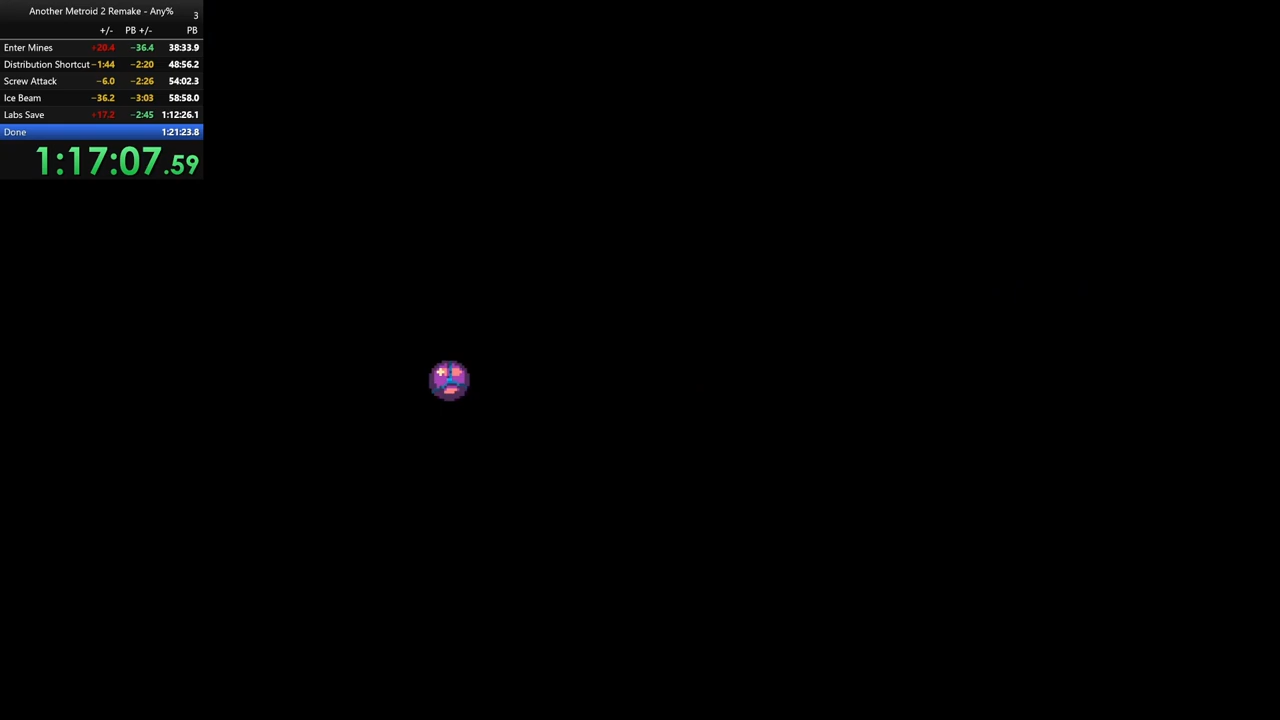 Another Metroid 2 Remake - Any%
3
+/- PB +/- PB
Enter Mines +20.4 −36.4 38:33.9
Distribution Shortcut −1:44 −2:20 48:56.2
Screw Attack −6.0 −2:26 54:02.3
Ice Beam −36.2 −3:03 58:58.0
Labs Save +17.2 −2:45 1:12:26.1
Done 1:21:23.8
1:17:07.59